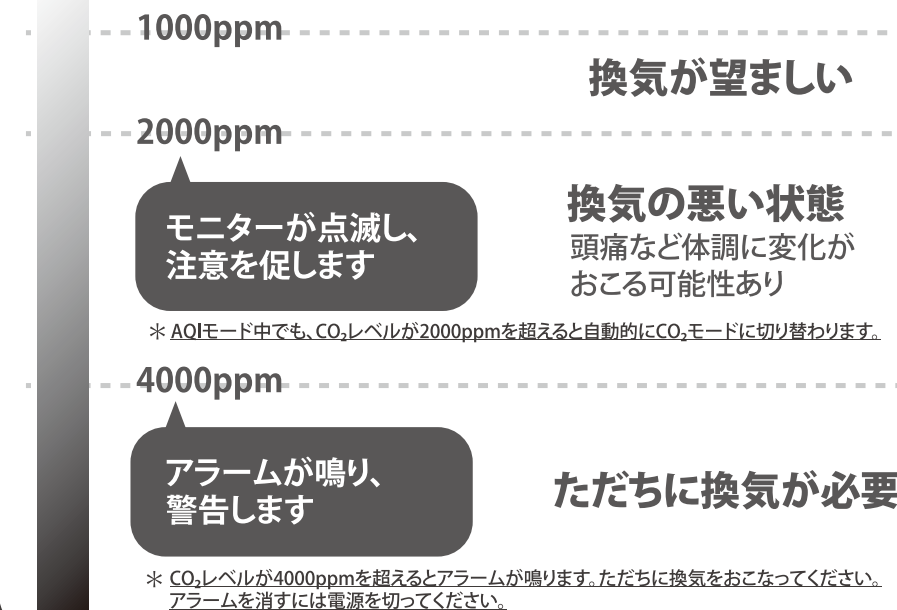 1000ppm
換気が望ましい
2000ppm
モニターが点滅し、
注意を促します
換気の悪い状態
頭痛など体調に変化が
おこる可能性あり
＊ AQIモード中でも、CO₂レベルが2000ppmを超えると自動的にCO₂モードに切り替わります。
4000ppm
アラームが鳴り、
警告します
ただちに換気が必要
＊ CO₂レベルが4000ppmを超えるとアラームが鳴ります。ただちに換気をおこなってください。
アラームを消すには電源を切ってください。